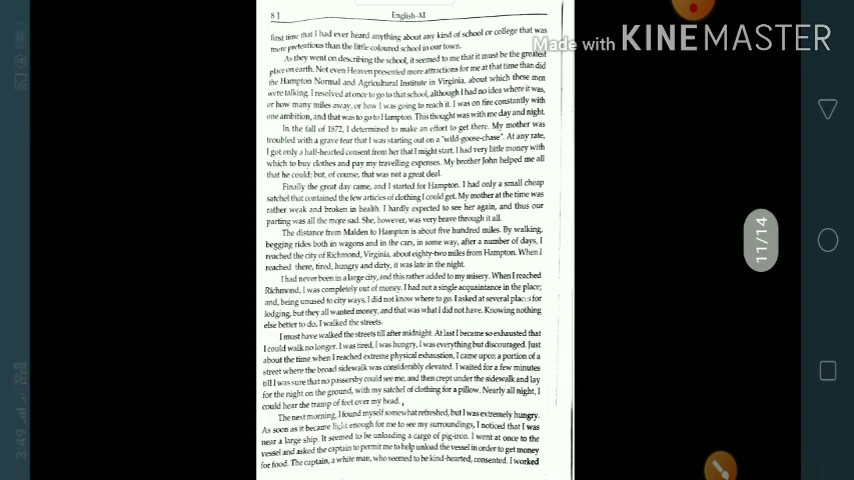 8 ]
English-XI
first time that I had ever heard anything about any kind of school or college that was
more pretentious than the little coloured school in our town.
As they went on describing the school, it seemed to me that it must be the greatest
place on earth. Not even Heaven presented more attractions for me at that time than did
the Hampton Normal and Agricultural Institute in Virginia, about which these men
were talking. I resolved at once to go to that school, although I had no idea where it was,
or how many miles away, or how I was going to reach it. I was on fire constantly with
one ambition, and that was to go to Hampton. This thought was with me day and night.
In the fall of 1872, I determined to make an effort to get there. My mother was
troubled with a grave fear that I was starting out on a "wild-goose-chase". At any rate,
I got only a half-hearted consent from her that I might start. I had very little money with
which to buy clothes and pay my travelling expenses. My brother John helped me all
that he could; but, of course, that was not a great deal.
Finally the great day came, and I started for Hampton. I had only a small cheap
satchel that contained the few articles of clothing I could get. My mother at the time was
rather weak and broken in health. I hardly expected to see her again, and thus our
parting was all the more sad. She, however, was very brave through it all.
The distance from Malden to Hampton is about five hundred miles. By walking,
begging rides both in wagons and in the cars, in some way, after a number of days, I
reached the city of Richmond, Virginia, about eighty-two miles from Hampton. When I
reached there, tired, hungry and dirty, it was late in the night.
I had never been in a large city, and this rather added to my misery. When I reached
Richmond, I was completely out of money. I had not a single acquaintance in the place;
and, being unused to city ways, I did not know where to go. I asked at several places for
lodging, but they all wanted money, and that was what I did not have. Knowing nothing
else better to do, I walked the streets.
I must have walked the streets till after midnight. At last I became so exhausted that
I could walk no longer. I was tired, I was hungry, I was everything but discouraged. Just
about the time when I reached extreme physical exhaustion, I came upon a portion of a
street where the broad sidewalk was considerably elevated. I waited for a few minutes
till I was sure that no passersby could see me, and then crept under the sidewalk and lay
for the night on the ground, with my satchel of clothing for a pillow. Nearly all night, I
could hear the tramp of feet over my head.
The next morning, I found myself somewhat refreshed, but I was extremely hungry.
As soon as it became light enough for me to see my surroundings, I noticed that I was
near a large ship. It seemed to be unloading a cargo of pig-iron. I went at once to the
vessel and asked the captain to permit me to help unload the vessel in order to get money
for food. The captain, a white man, who seemed to be kind-hearted, consented. I worked
Made with KINEMASTER
11/14
3:49